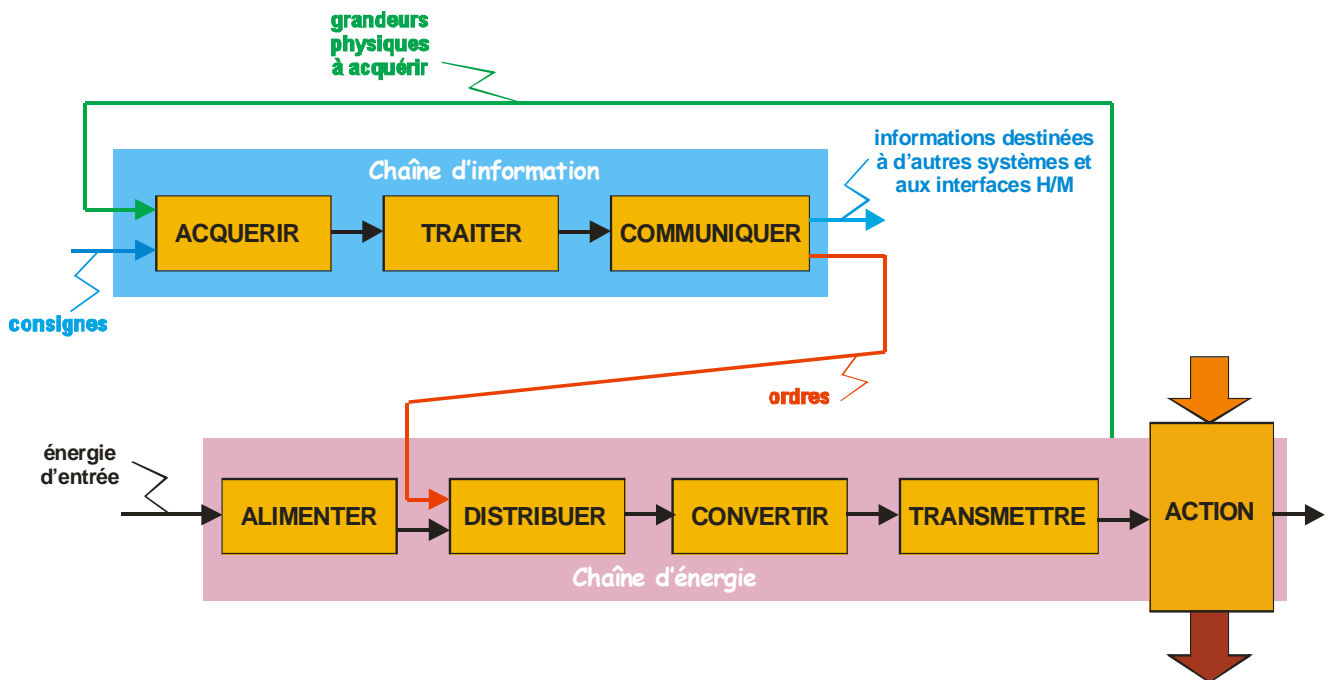 grandeurs
physiques
à acquérir
informations destinées
à d'autres systèmes et
aux interfaces H/M
Chaîne d'information
ACQUERIR
TRAITER
COMMUNIQUER
consignes
ordres
énergie
d'entrée
ALIMENTER
DISTRIBUER
CONVERTIR
TRANSMETTRE
ACTION
Chaîne d'énergie